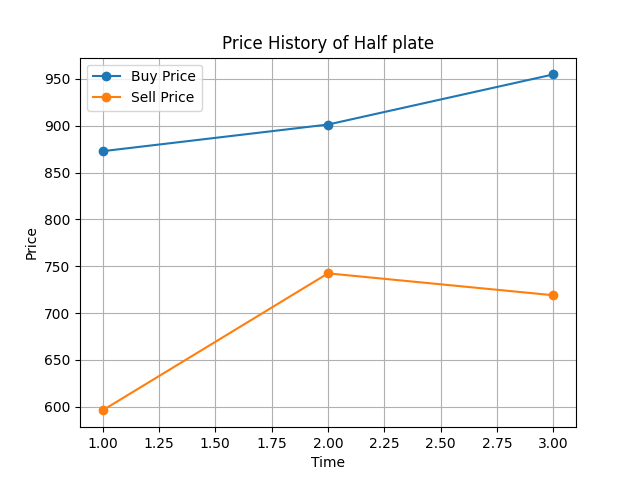 Price History of Half plate
Buy Price
Sell Price
950
900
850
800
750
700
650
600
Price
1.00 1.25 1.50 1.75 2.00 2.25 2.50 2.75 3.00
Time